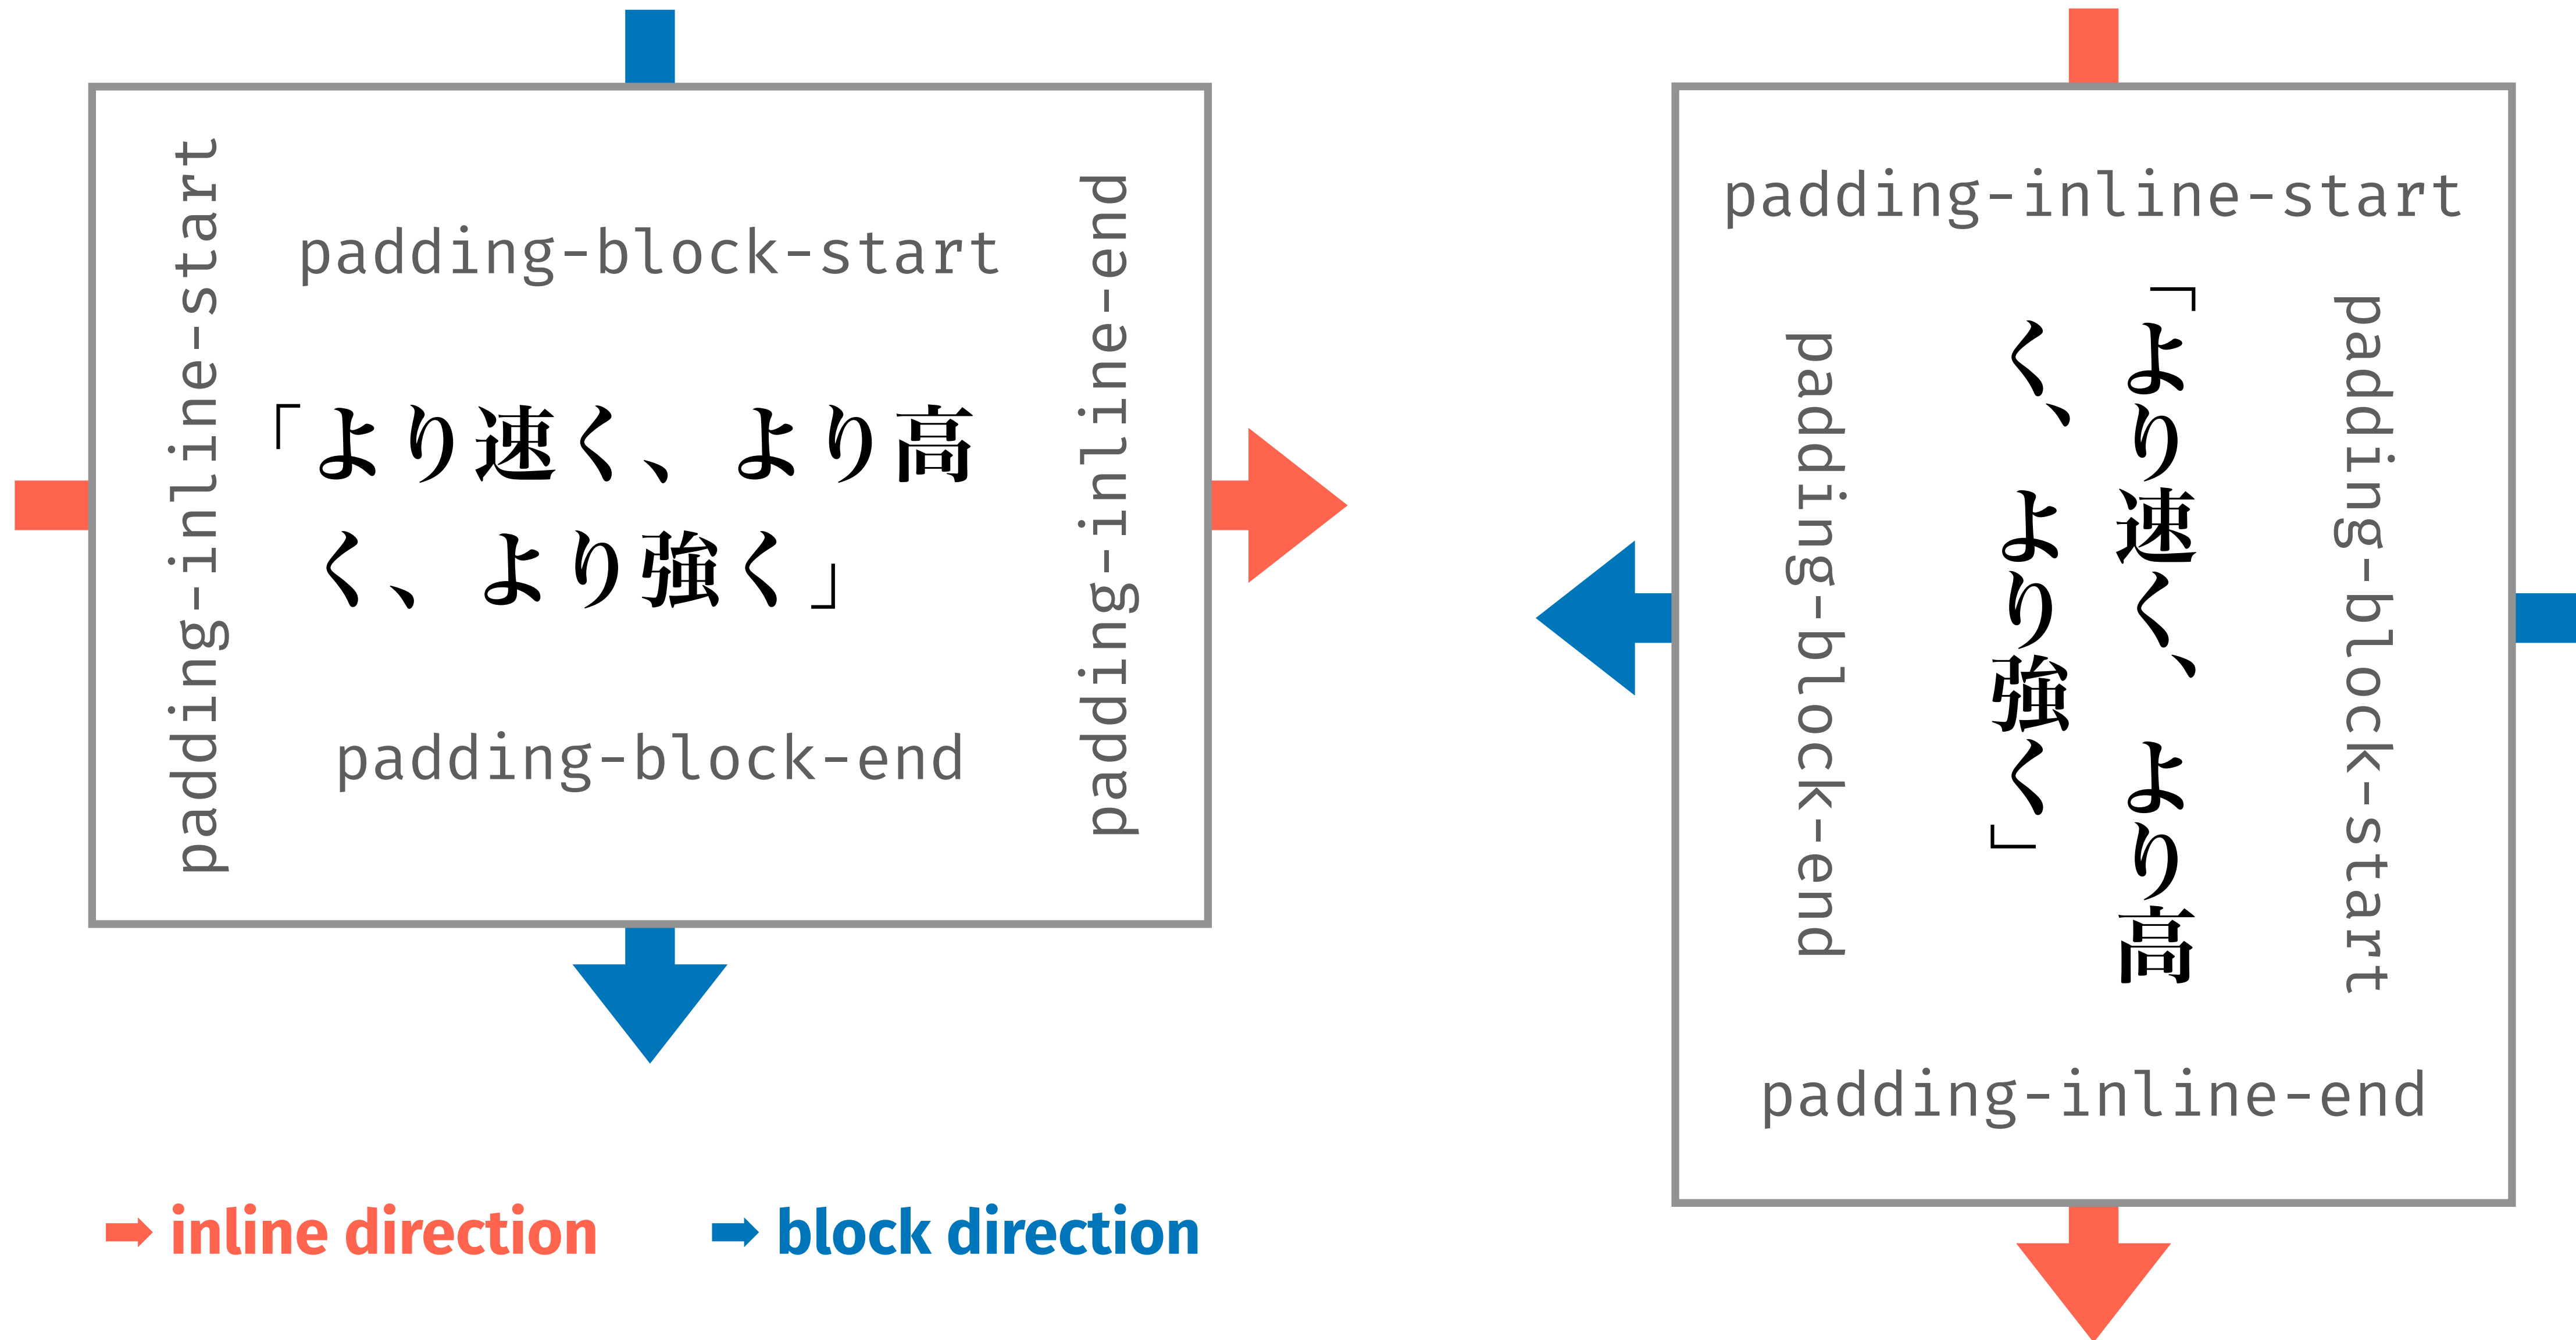 padding-inline-start
padding-block-start
「より速く、より高
く、より強く」
padding-block-end
padding-inline-end
padding-inline-start
padding-block-start
「より速く、より高
く、より強く」
padding-block-end
padding-inline-end
inline direction
block direction